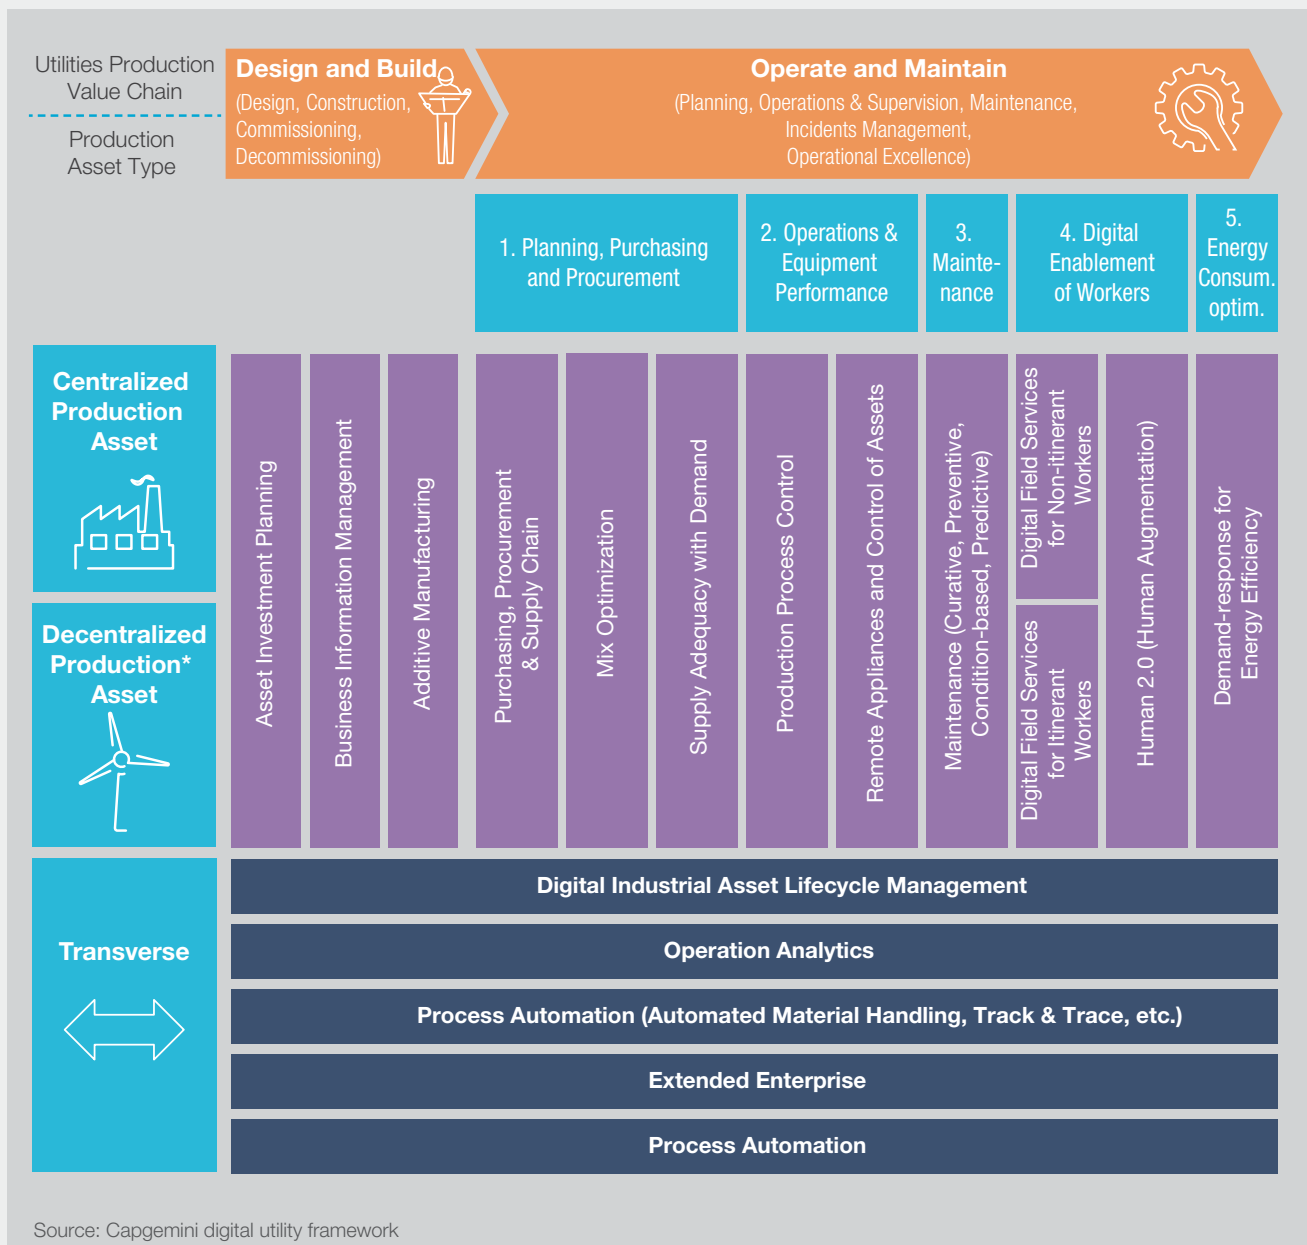 Utilities Production
Value Chain
Production
Asset Type
Design and Build
(Design, Construction,
Commissioning,
Decommissioning)
Operate and Maintain
(Planning, Operations & Supervision, Maintenance,
Incidents Management,
Operational Excellence)
1. Planning, Purchasing
and Procurement
2. Operations &
Equipment
Performance
3.
Mainte-
nance
4. Digital
Enablement
of Workers
5.
Energy
Consum.
optim.
Centralized
Production
Asset
Decentralized
Production*
Asset
Asset Investment Planning
Business Information Management
Additive Manufacturing
Purchasing, Procurement
& Supply Chain
Mix Optimization
Supply Adequacy with Demand
Production Process Control
Remote Appliances and Control of Assets
Maintenance (Curative, Preventive,
Condition-based, Predictive)
Digital Field Services
for Non-itinerant
Workers
Digital Field Services
for Itinerant
Workers
Human 2.0 (Human Augmentation)
Demand-response for
Energy Efficiency
Transverse
Digital Industrial Asset Lifecycle Management
Operation Analytics
Process Automation (Automated Material Handling, Track & Trace, etc.)
Extended Enterprise
Process Automation
Source: Capgemini digital utility framework